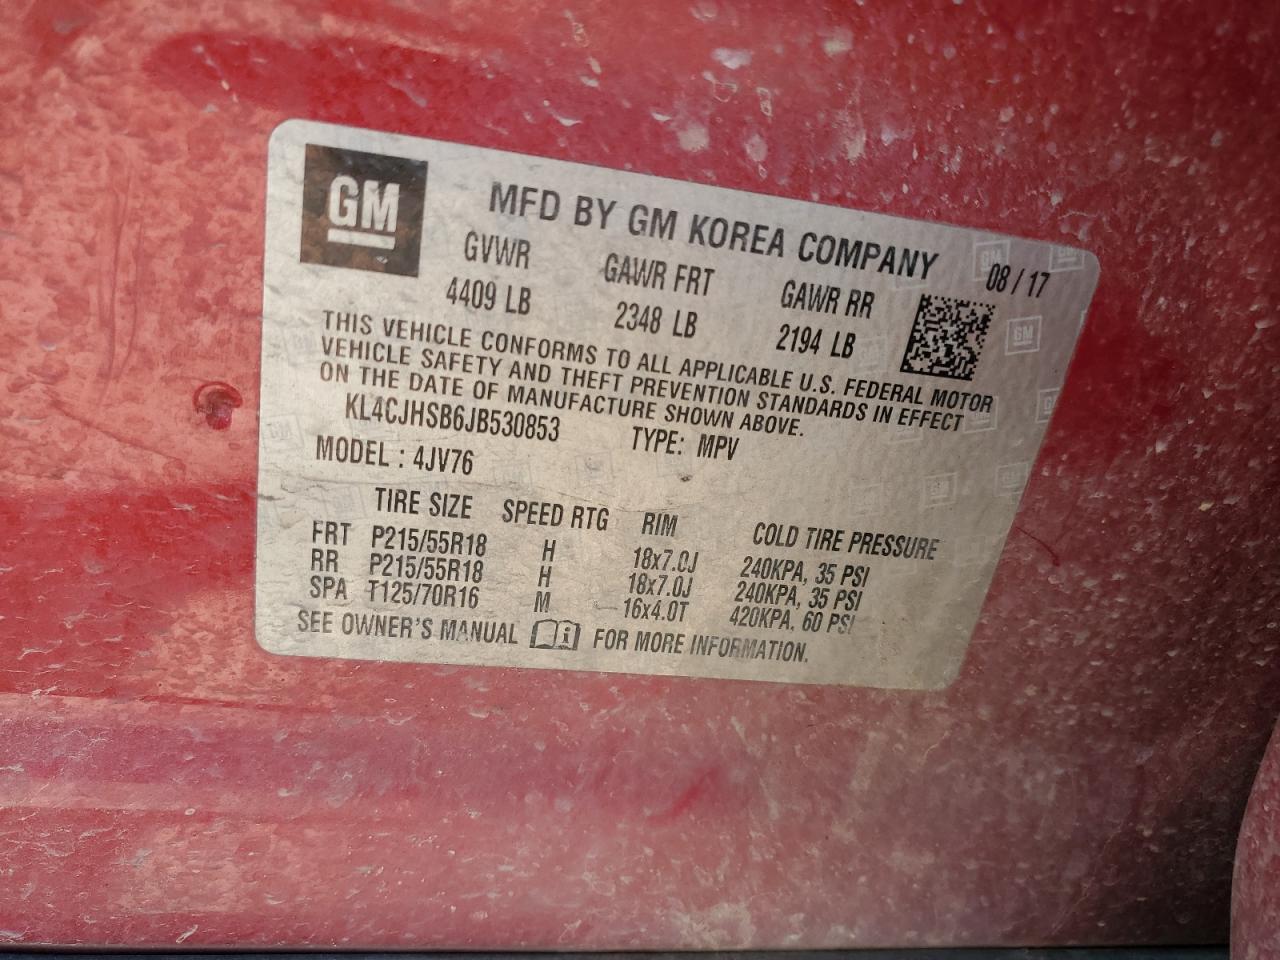 GM
MFD BY GM KOREA COMPANY
08 / 17
GVWR GAWR FRT GAWR RR
4409 LB 2348 LB 2194 LB
THIS VEHICLE CONFORMS TO ALL APPLICABLE U.S. FEDERAL MOTOR
VEHICLE SAFETY AND THEFT PREVENTION STANDARDS IN EFFECT
ON THE DATE OF MANUFACTURE SHOWN ABOVE.
KL4CJHSB6JB530853 TYPE: MPV
MODEL : 4JV76
TIRE SIZE SPEED RTG RIM COLD TIRE PRESSURE
FRT P215/55R18 H 18x7.0J 240KPA, 35 PSI
RR P215/55R18 H 18x7.0J 240KPA, 35 PSI
SPA T125/70R16 M 16x4.0T 420KPA, 60 PSI
SEE OWNER'S MANUAL FOR MORE INFORMATION.